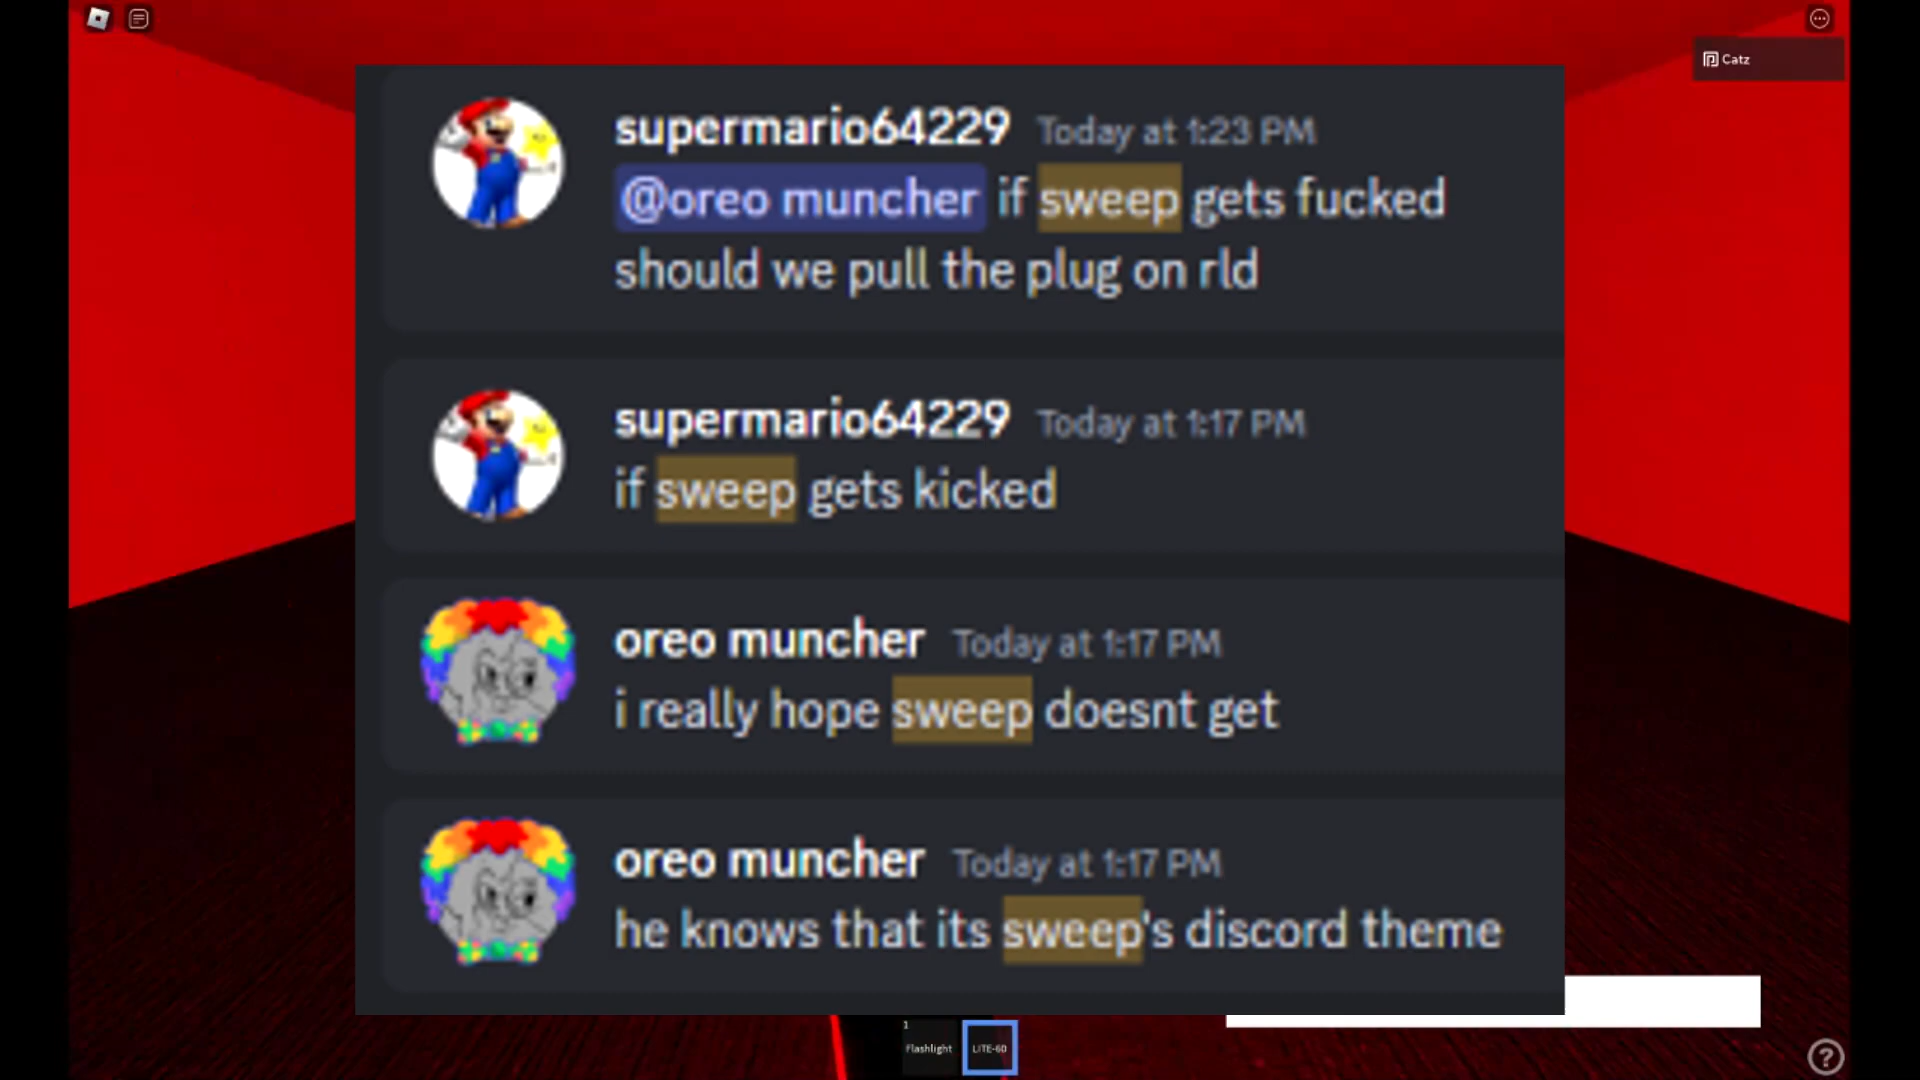 Catz
supermario64229 Today at 1:23 PM
@oreo muncher if sweep gets fucked
should we pull the plug on rld
supermario64229 Today at 1:17 PM
if sweep gets kicked
oreo muncher Today at 1:17 PM
i really hope sweep doesnt get
oreo muncher Today at 1:17 PM
he knows that its sweep's discord theme
1
Flashlight
LITE-60
?